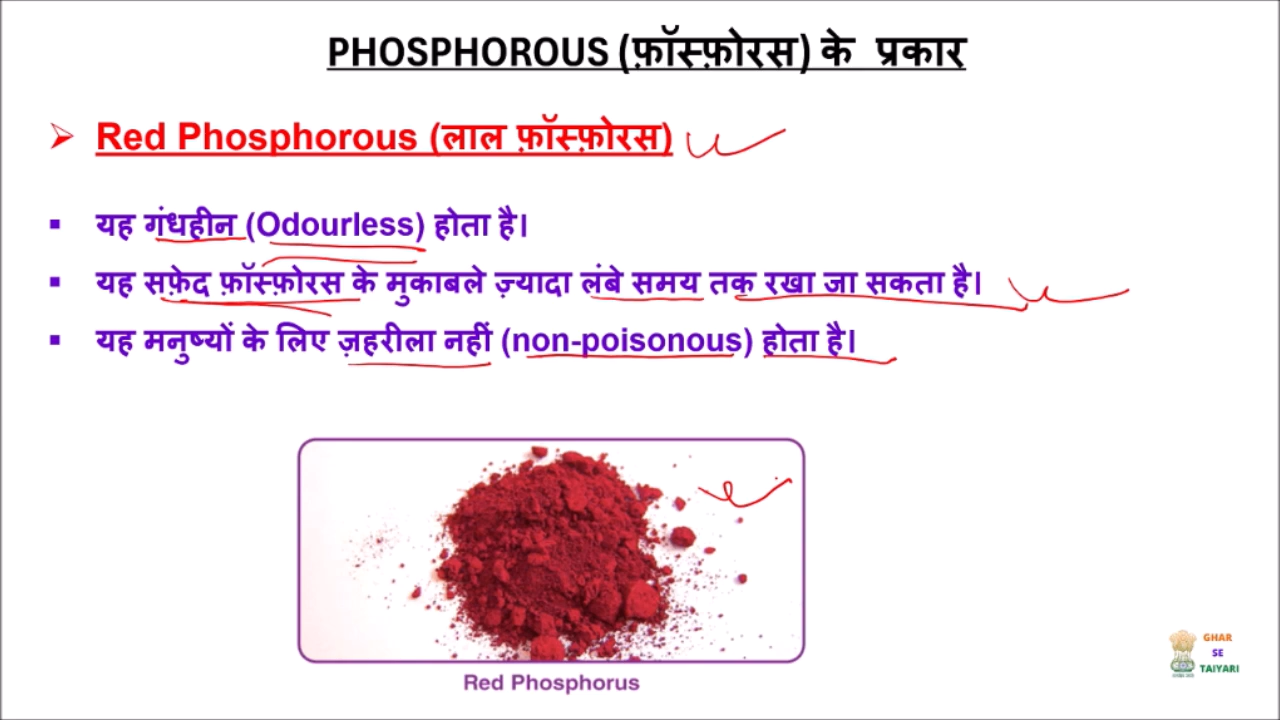 PHOSPHOROUS (फ़ॉस्फ़ोरस) के प्रकार
Red Phosphorous (लाल फ़ॉस्फ़ोरस)
यह गंधहीन (Odourless) होता है।
यह सफ़ेद फ़ॉस्फ़ोरस के मुकाबले ज़्यादा लंबे समय तक रखा जा सकता है।
यह मनुष्यों के लिए ज़हरीला नहीं (non-poisonous) होता है।
Red Phosphorus
GHAR
SE
TAIYARI